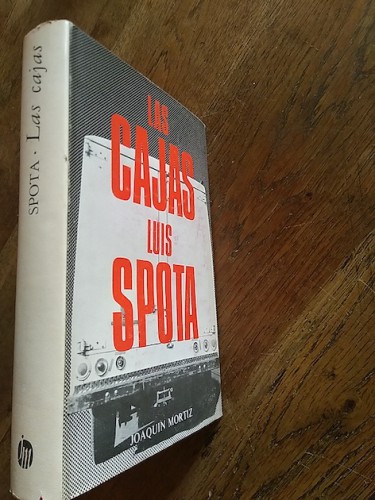 SPOTA · Las cajas
jm
LAS
CAJAS
LUIS
SPOTA
JOAQUIN MORTIZ